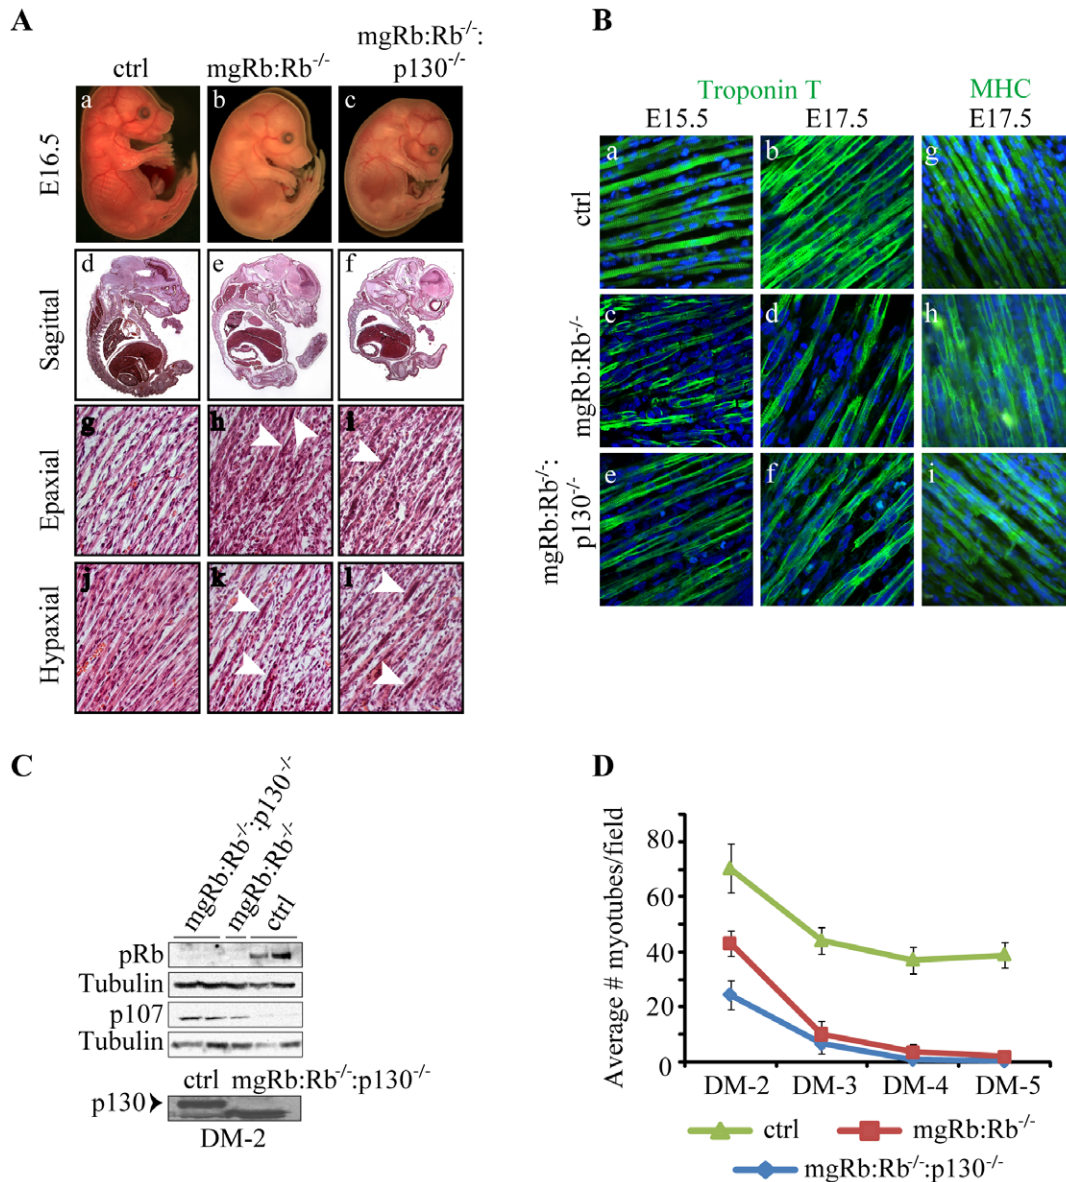 A
ctrl
mgRb:Rb-/-
mgRb:Rb-/-:
p130-/-
E16.5
a
b
c
Sagittal
d
e
f
Epaxial
g
h
i
Hypaxial
j
k
l
B
Troponin T
MHC
E15.5
E17.5
E17.5
ctrl
a
b
g
mgRb:Rb-/-
c
d
h
mgRb:Rb-/-:
p130-/-
e
f
i
C
mgRb:Rb-/-:p130-/-
mgRb:Rb-/-
ctrl
pRb
Tubulin
p107
Tubulin
ctrl mgRb:Rb-/-:p130-/-
p130
DM-2
D
Average # myotubes/field
80
60
40
20
0
DM-2 DM-3 DM-4 DM-5
ctrl
mgRb:Rb-/-
mgRb:Rb-/-:p130-/-